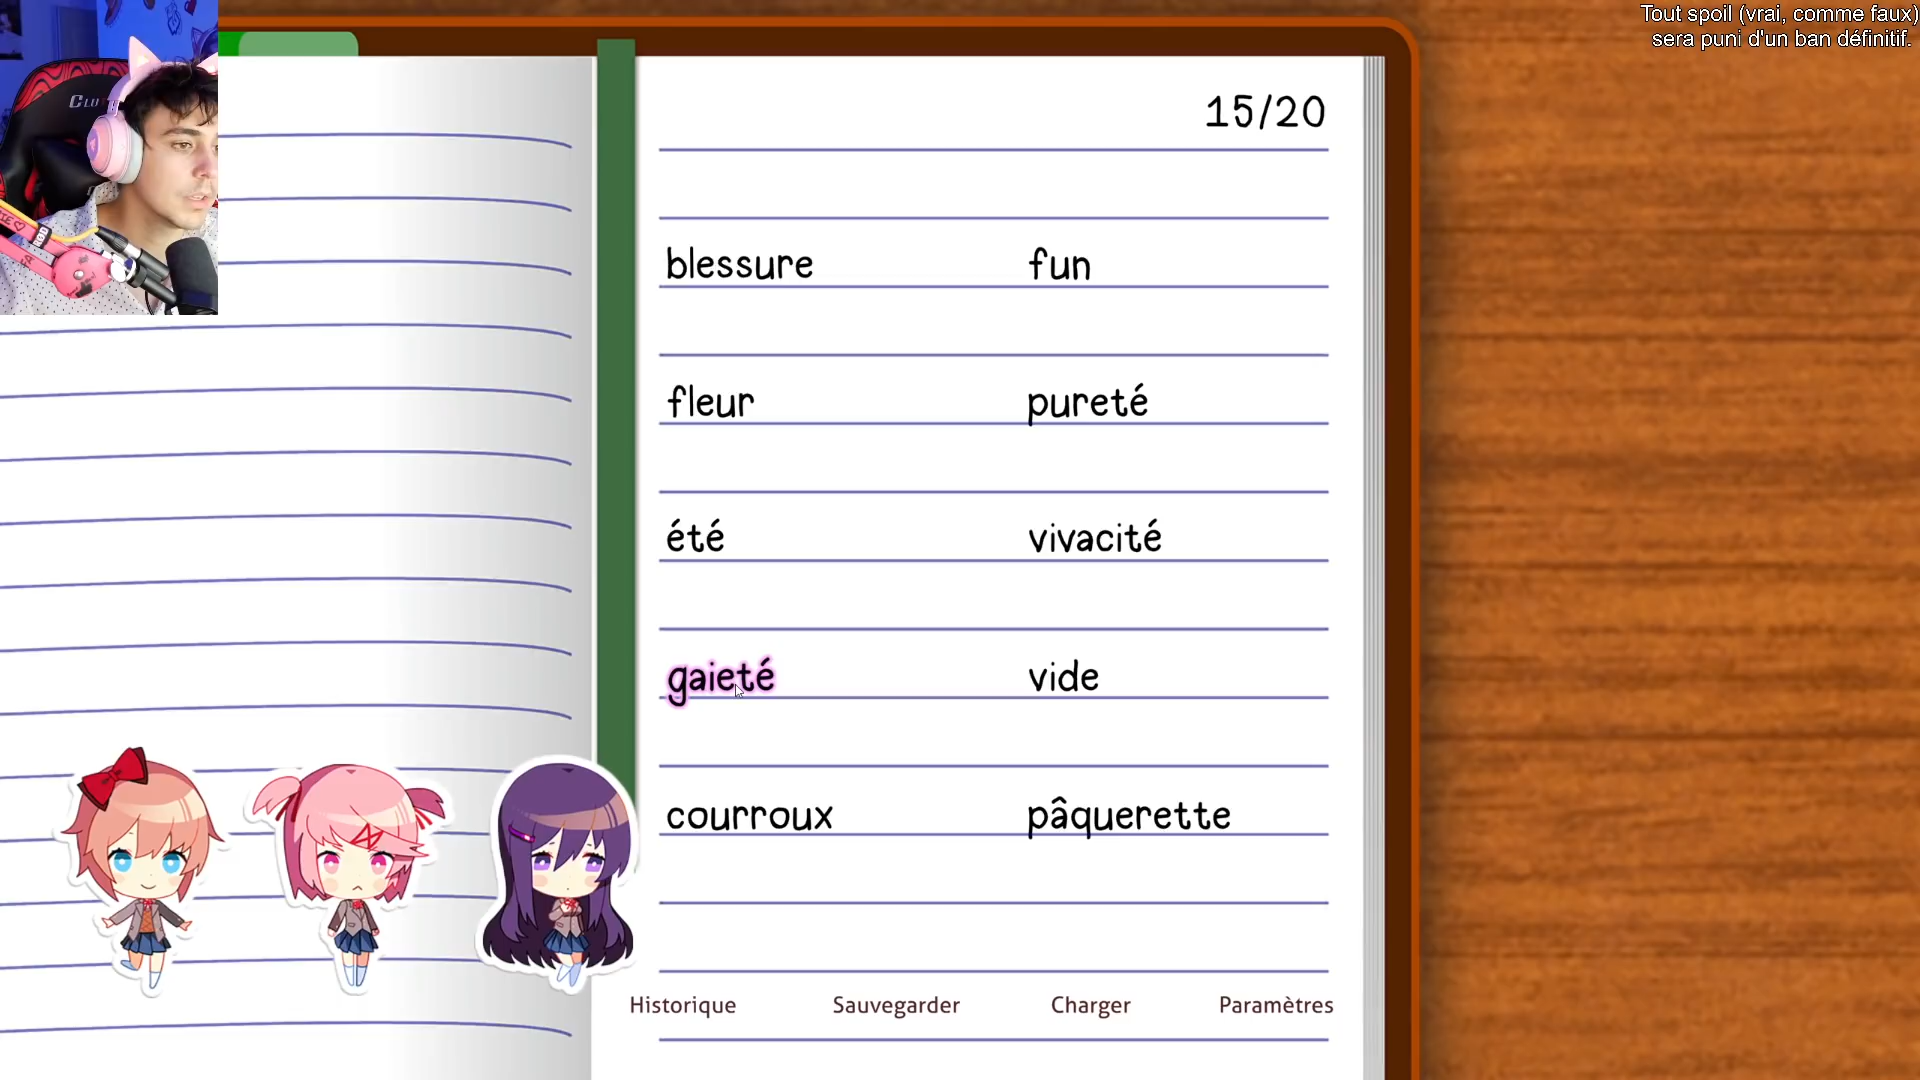 Tout spoil (vrai, comme faux)
sera puni d'un ban définitif.
15/20
blessure fun
fleur pureté
été vivacité
gaieté vide
courroux pâquerette
Historique Sauvegarder Charger Paramètres